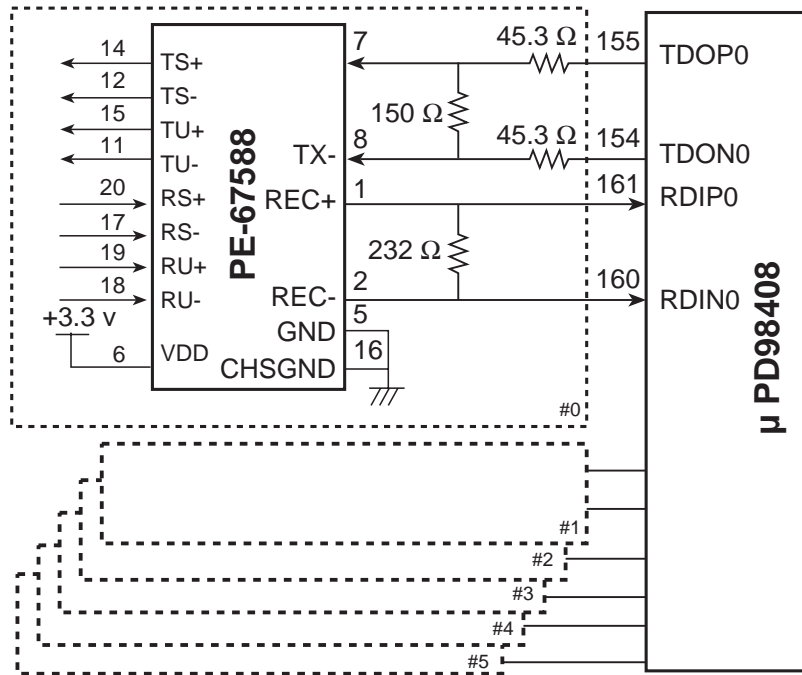 14
TS+
12
TS-
15
TU+
11
TU-
20
RS+
17
RS-
19
RU+
18
RU-
+3.3 v
6
VDD
PE-67588
7
TX-
8
REC+
1
REC-
2
GND
5
CHSGND
16
45.3 Ω
150 Ω
45.3 Ω
232 Ω
155
TDOP0
154
TDON0
161
RDIP0
160
RDIN0
µ PD98408
#0
#1
#2
#3
#4
#5